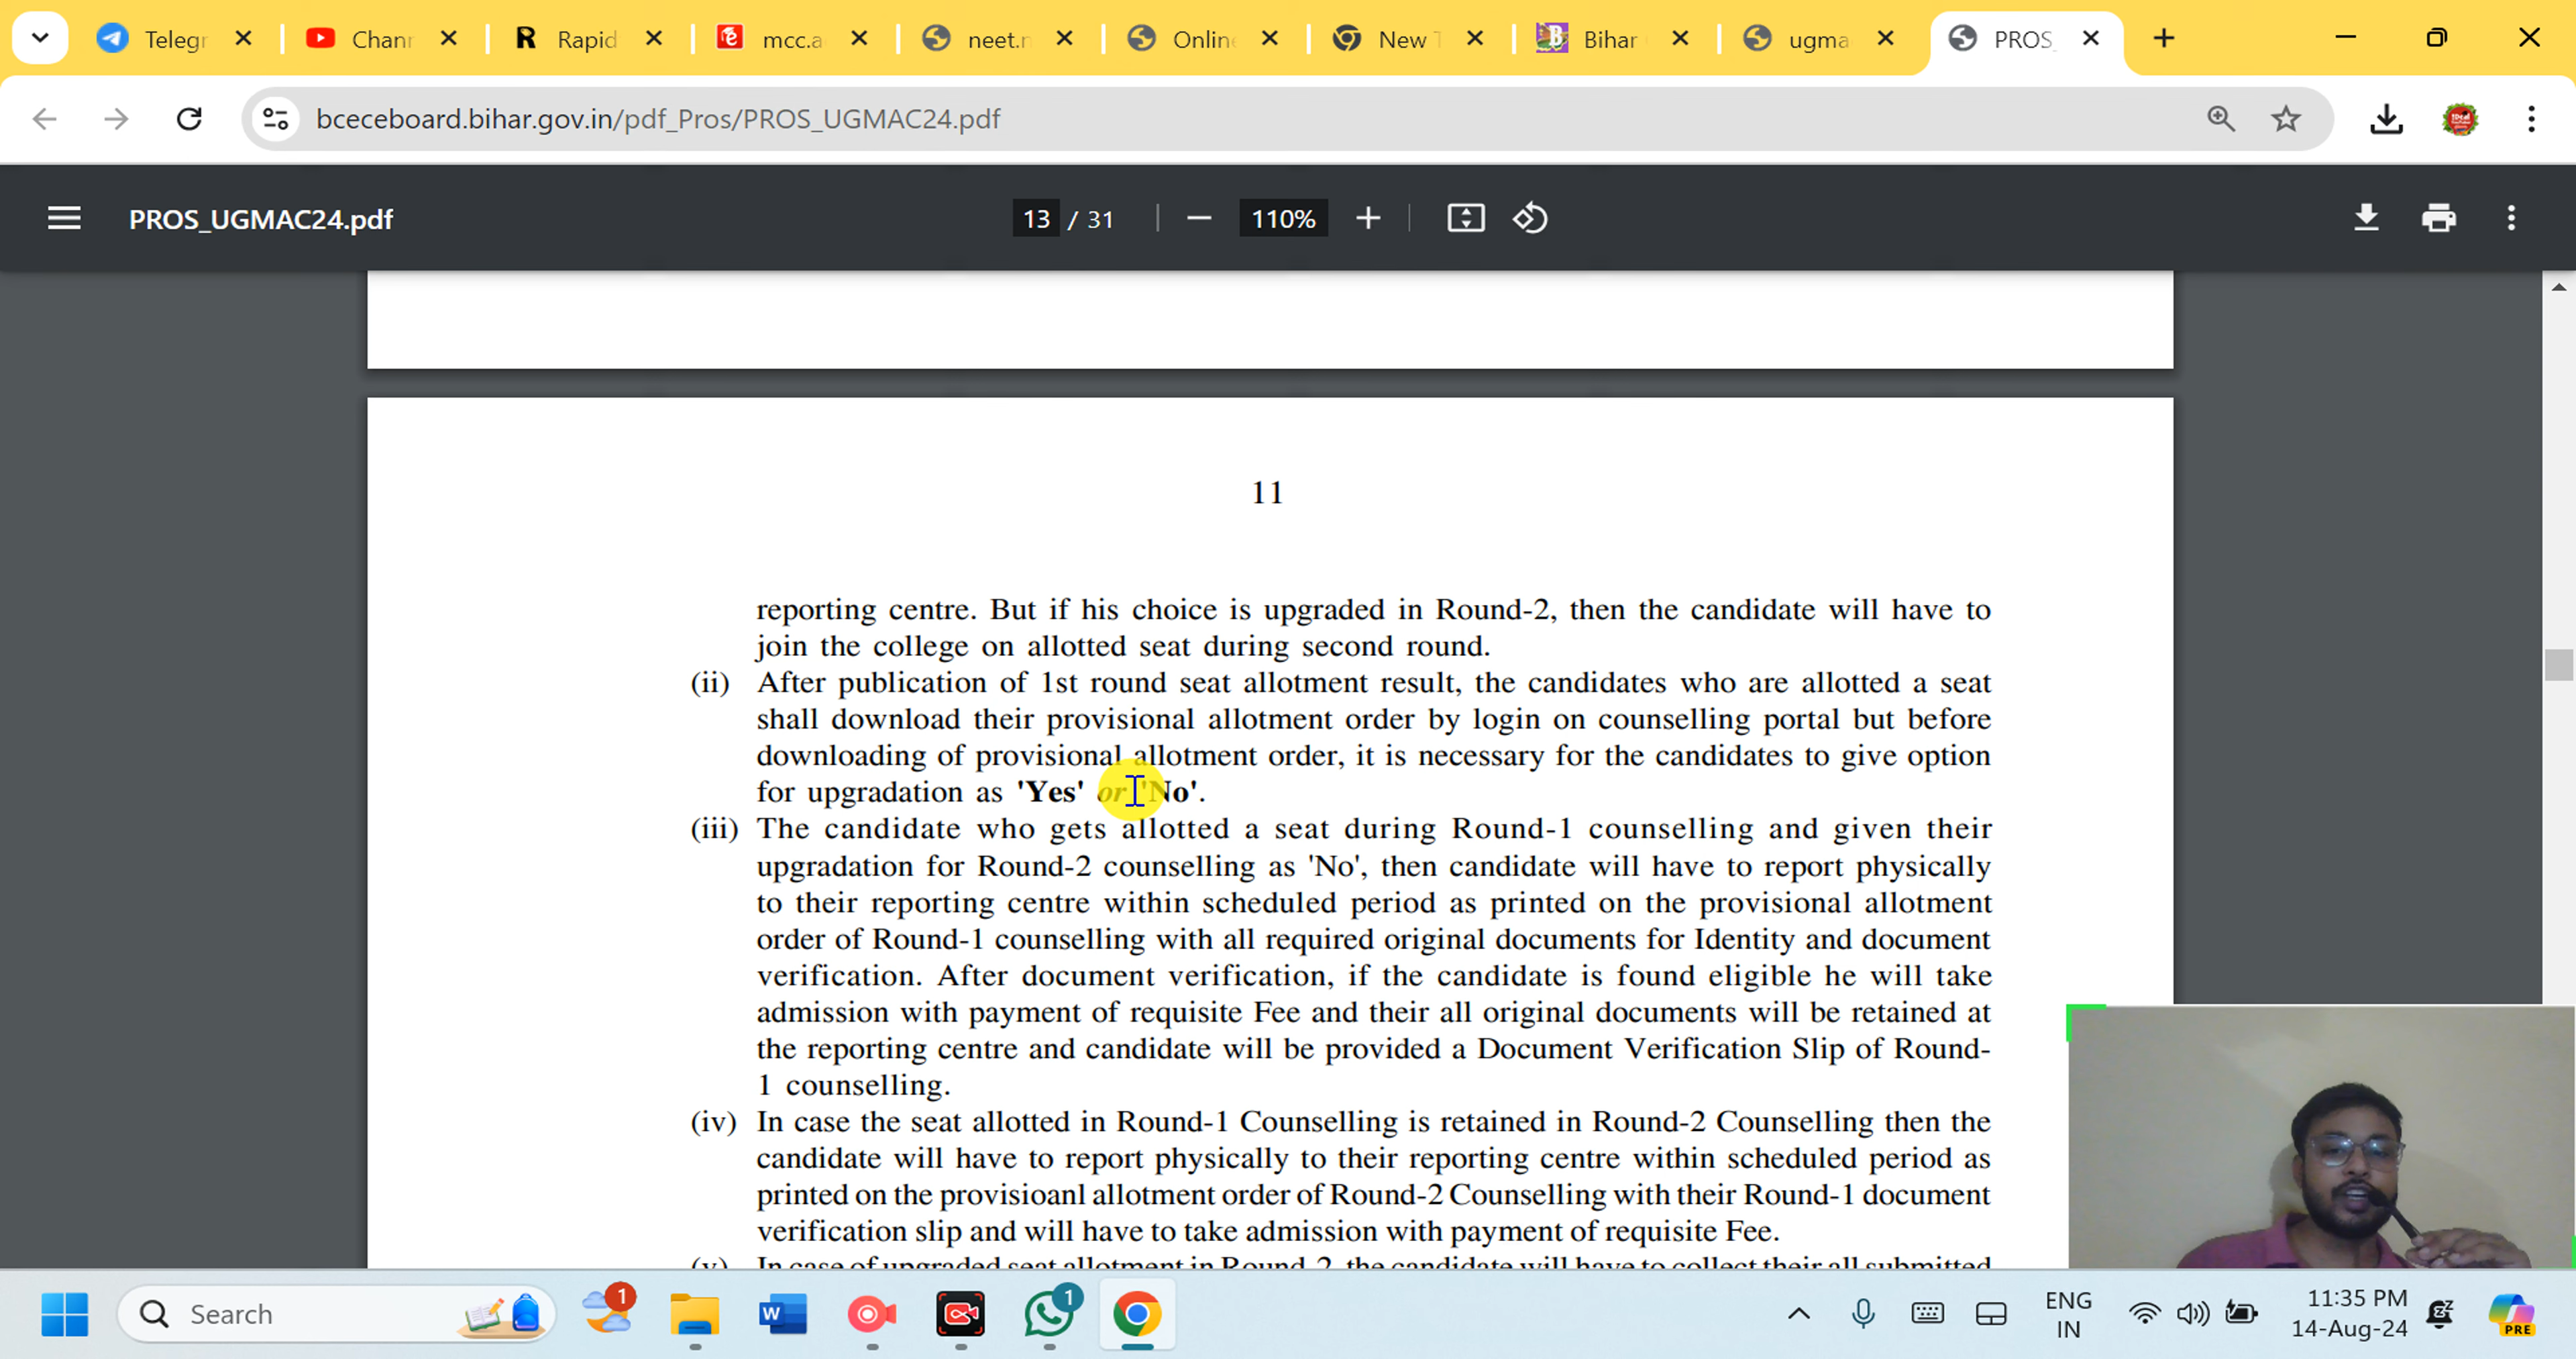 Telegr
Chanr
Rapid
mcc.a
neet.r
Online
New T
Bihar
ugma
PROS_
bceceboard.bihar.gov.in/pdf_Pros/PROS_UGMAC24.pdf
PROS_UGMAC24.pdf
13 / 31
110%
11
reporting centre. But if his choice is upgraded in Round-2, then the candidate will have to
join the college on allotted seat during second round.
(ii) After publication of 1st round seat allotment result, the candidates who are allotted a seat
shall download their provisional allotment order by login on counselling portal but before
downloading of provisional allotment order, it is necessary for the candidates to give option
for upgradation as 'Yes' or 'No'.
(iii) The candidate who gets allotted a seat during Round-1 counselling and given their
upgradation for Round-2 counselling as 'No', then candidate will have to report physically
to their reporting centre within scheduled period as printed on the provisional allotment
order of Round-1 counselling with all required original documents for Identity and document
verification. After document verification, if the candidate is found eligible he will take
admission with payment of requisite Fee and their all original documents will be retained at
the reporting centre and candidate will be provided a Document Verification Slip of Round-
1 counselling.
(iv) In case the seat allotted in Round-1 Counselling is retained in Round-2 Counselling then the
candidate will have to report physically to their reporting centre within scheduled period as
printed on the provisioanl allotment order of Round-2 Counselling with their Round-1 document
verification slip and will have to take admission with payment of requisite Fee.
(v) In case of upgraded seat allotment in Round-2, the candidate will have to collect their all submitted
Search
1
1
ENG
IN
11:35 PM
14-Aug-24
PRE